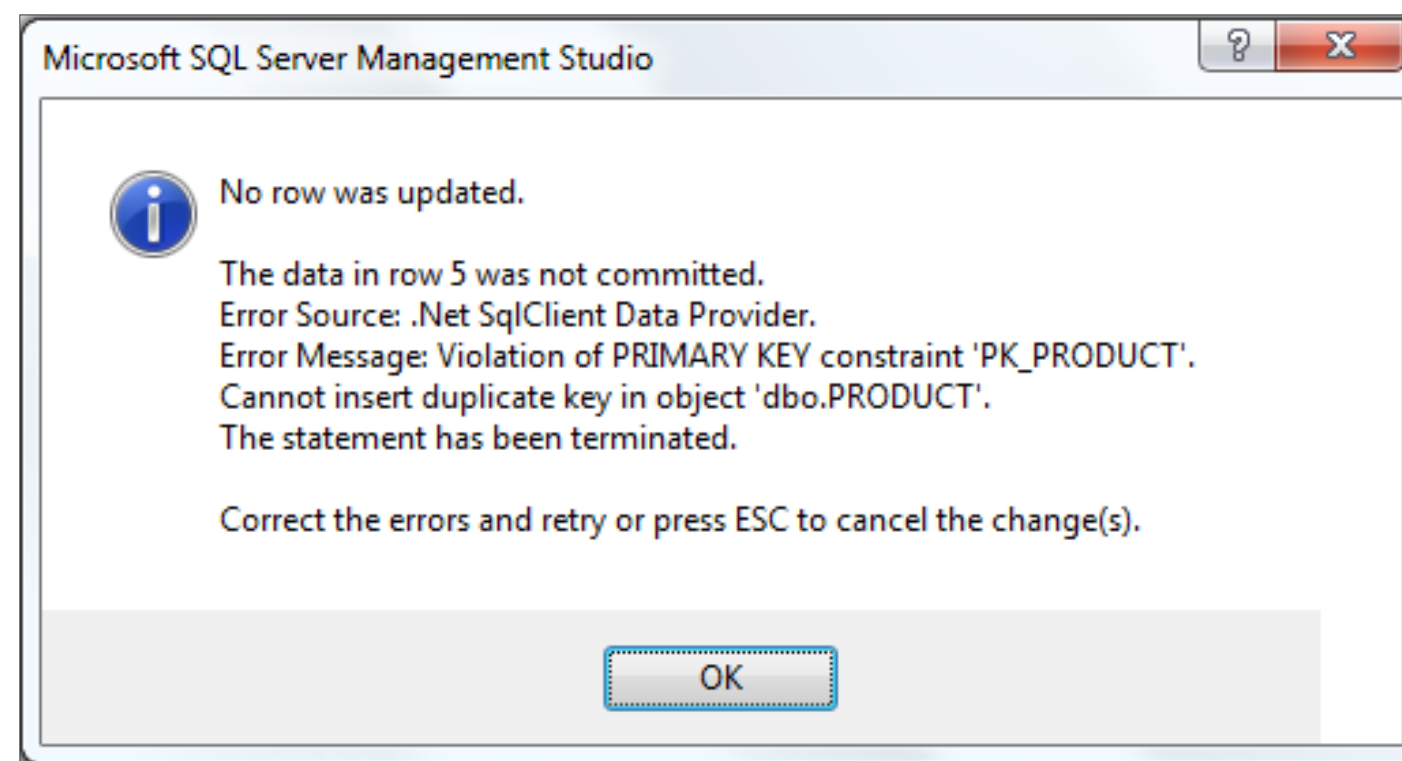 Microsoft SQL Server Management Studio
No row was updated.
The data in row 5 was not committed.
Error Source: .Net SqlClient Data Provider.
Error Message: Violation of PRIMARY KEY constraint 'PK_PRODUCT'.
Cannot insert duplicate key in object 'dbo.PRODUCT'.
The statement has been terminated.
Correct the errors and retry or press ESC to cancel the change(s).
OK